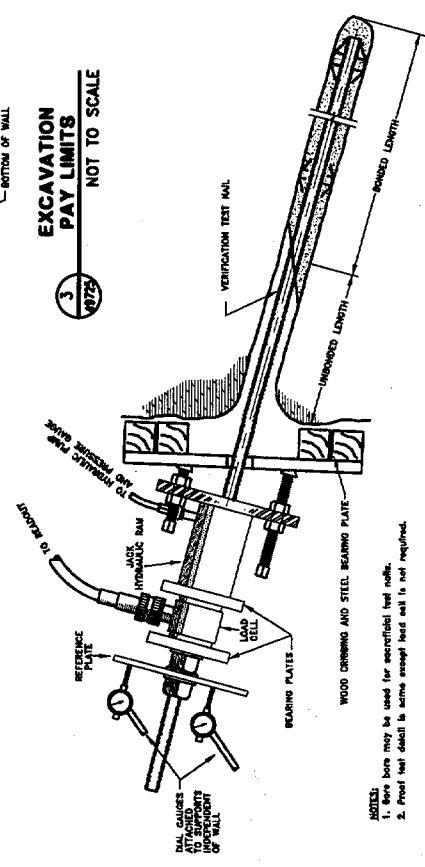 BOTTOM OF WALL
EXCAVATION
PAY LIMITS
NOT TO SCALE
3
VERIFICATION TEST NAIL
BONDED LENGTH
UNBONDED LENGTH
TO HYDRAULIC PUMP
AND PRESSURE GAUGE
TO READOUT
JACK
HYDRAULIC RAM
REFERENCE
PLATE
LOAD
CELL
BEARING PLATES
WOOD CRIBBING AND STEEL BEARING PLATE
DIAL GAUGES
ATTACHED
TO SUPPORTS
INDEPENDENT
OF WALL
NOTES:
1. Bare bars may be used for sacrificial test nails.
2. Proof test detail is same except load cell is not required.